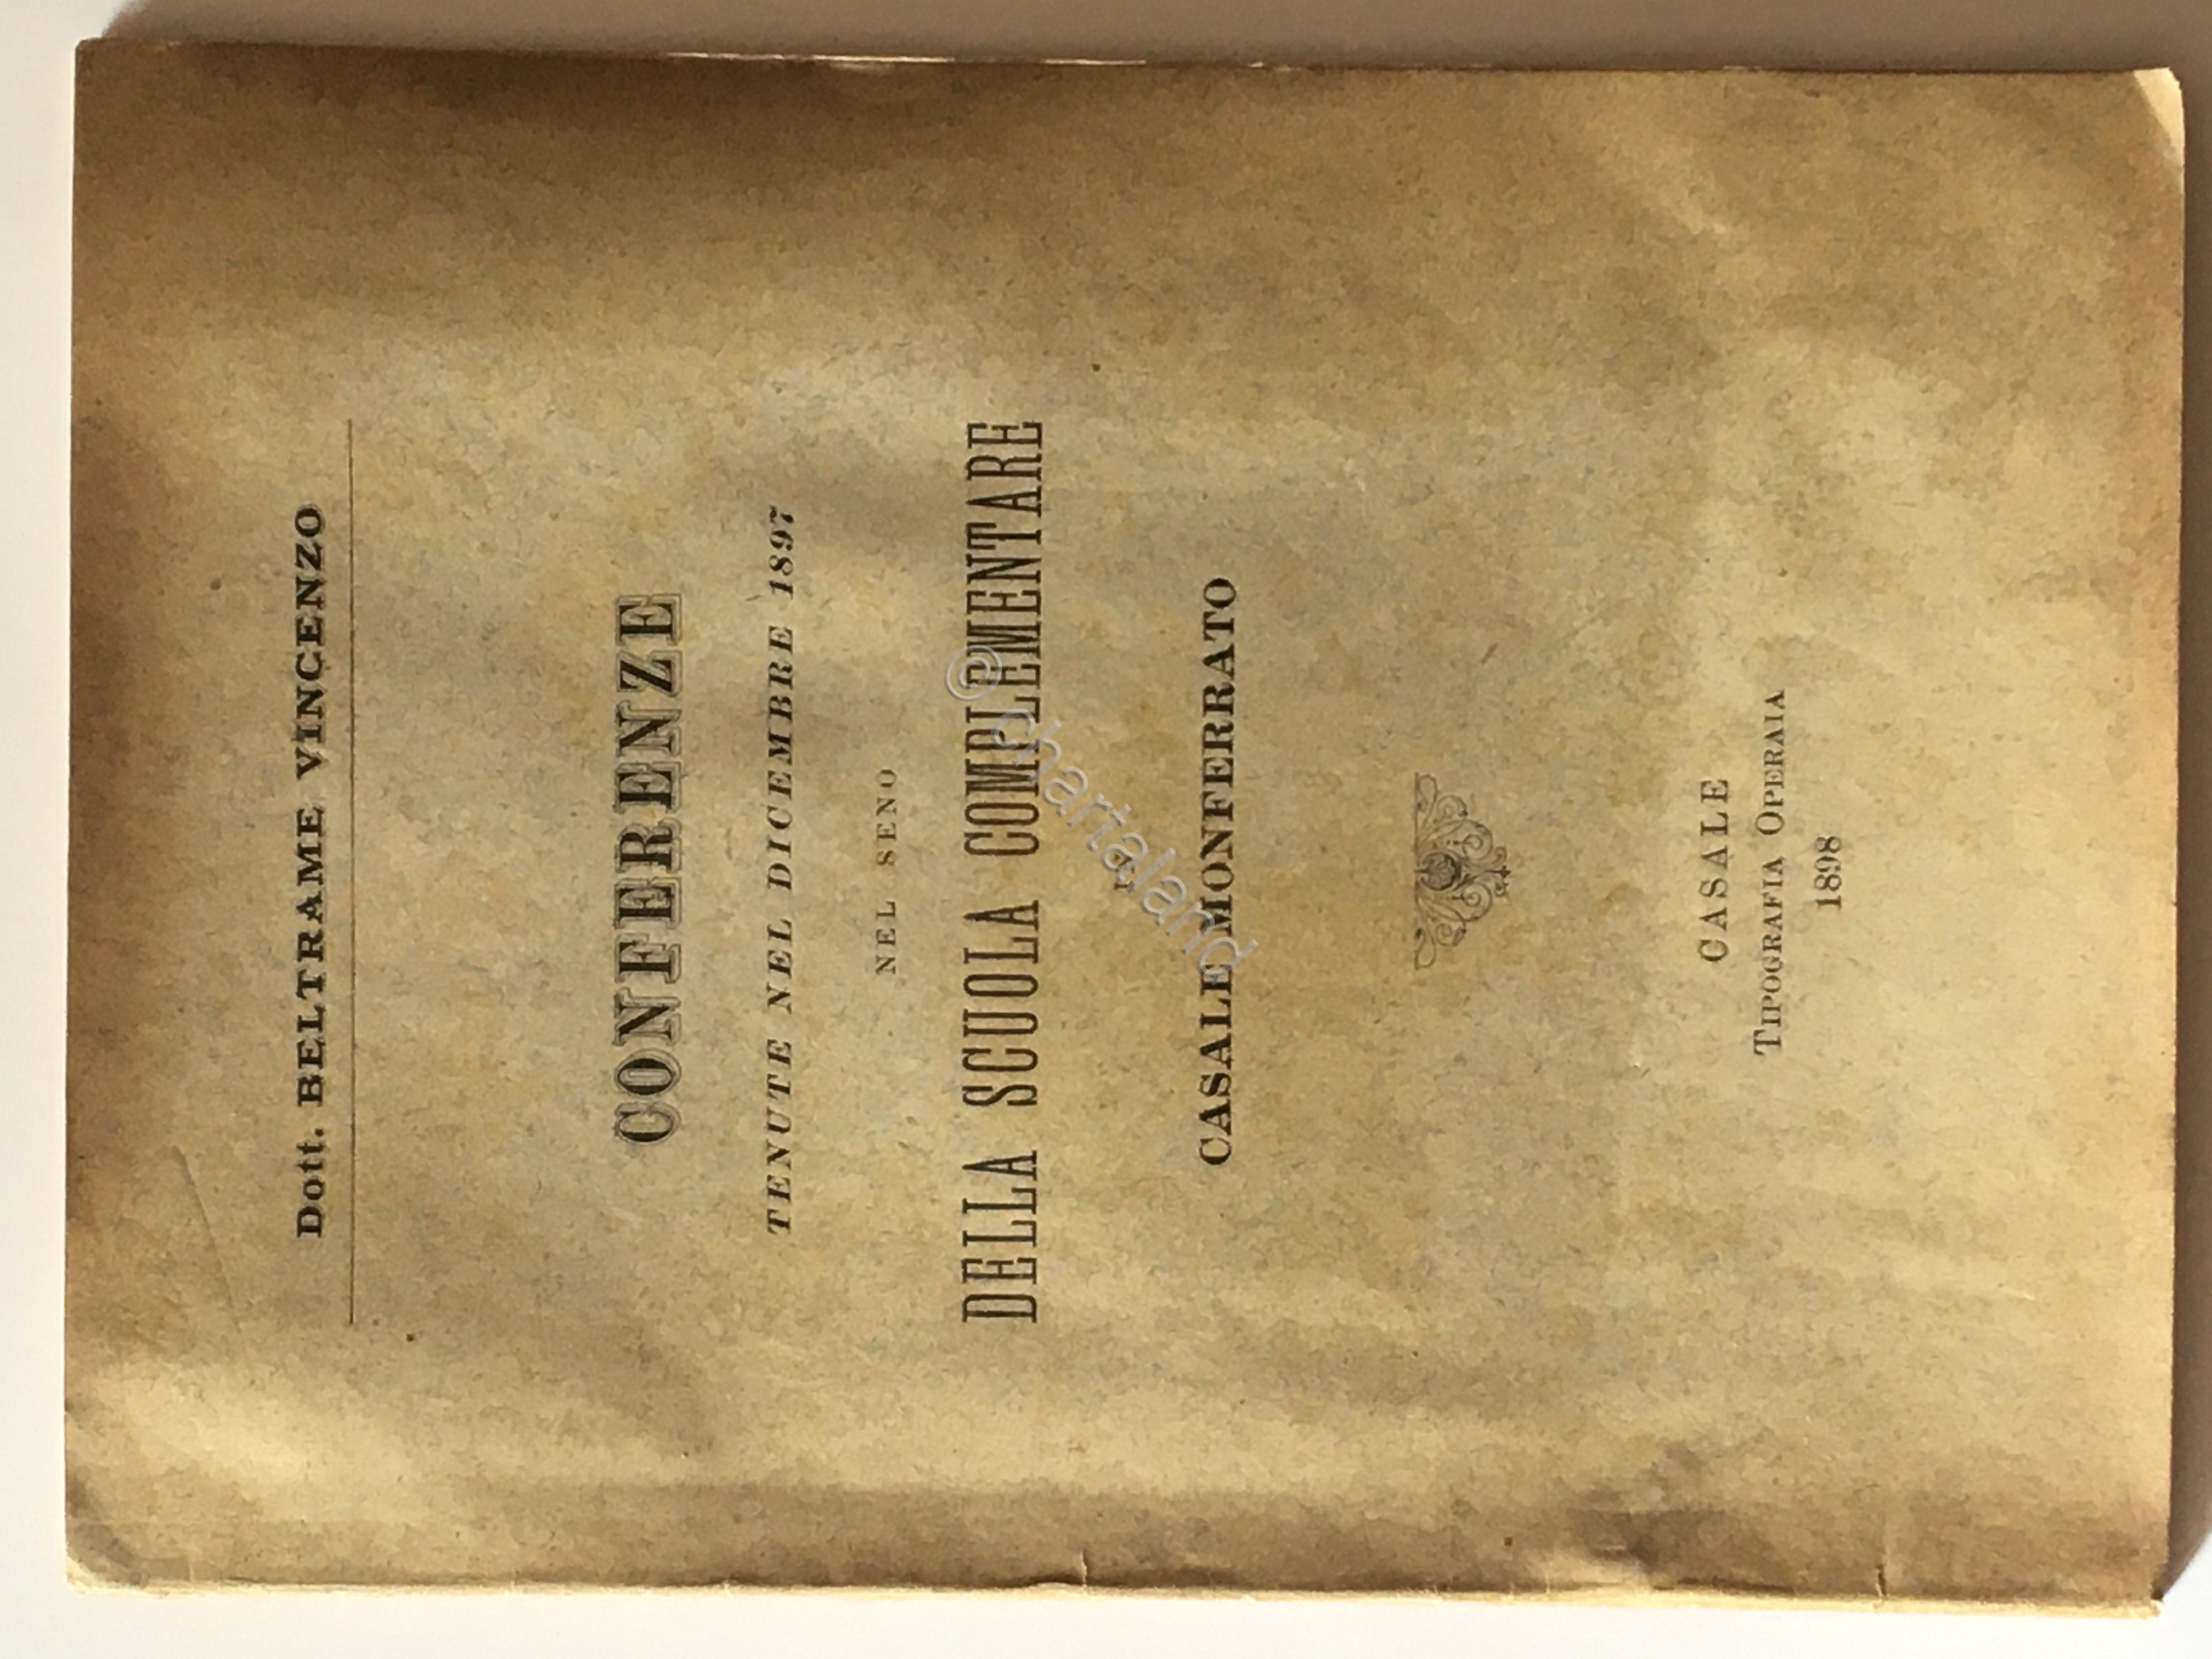 Dott. BELTRAME VINCENZO
CONFERENZE
TENUTE NEL DICEMBRE 1897
NEL SENO
DELLA SCUOLA COMPLEMENTARE
IN
CASALE MONFERRATO
CASALE
TIPOGRAFIA OPERAIA
1898
© chartaland